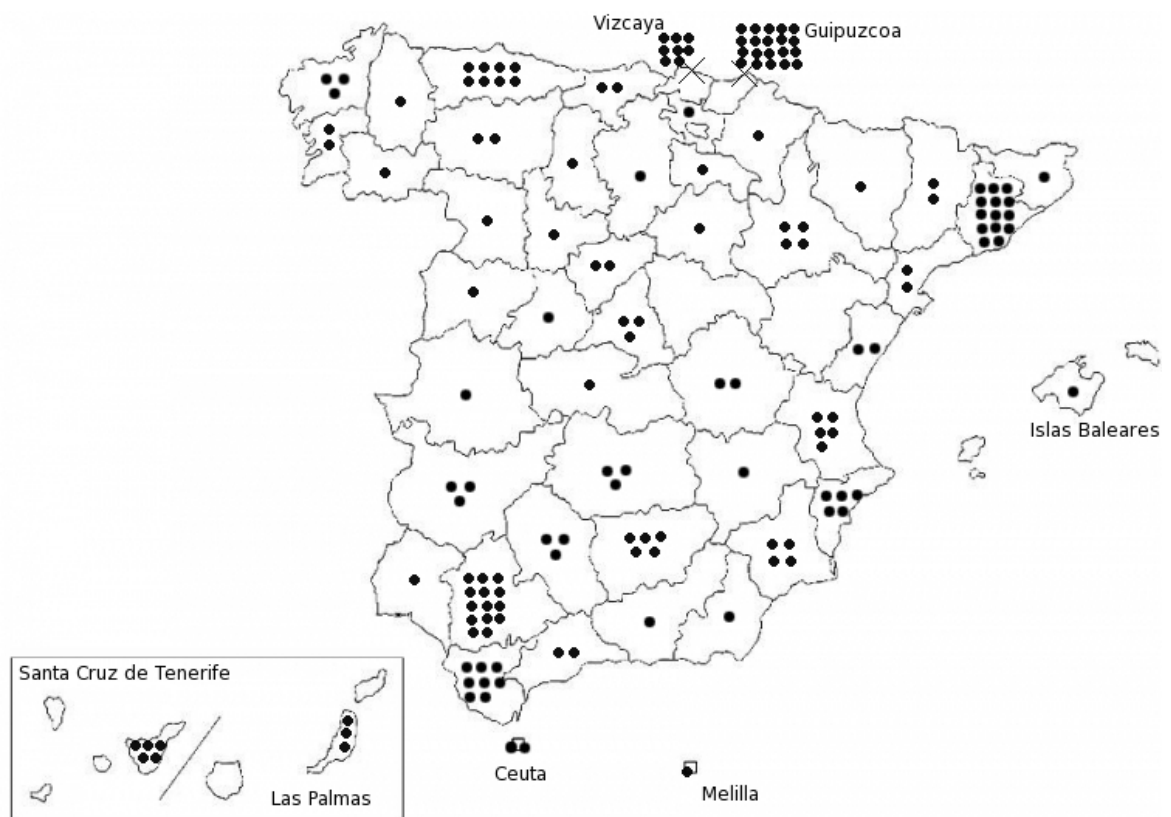 Vizcaya
Guipuzcoa
Islas Baleares
Santa Cruz de Tenerife
Las Palmas
Ceuta
Melilla